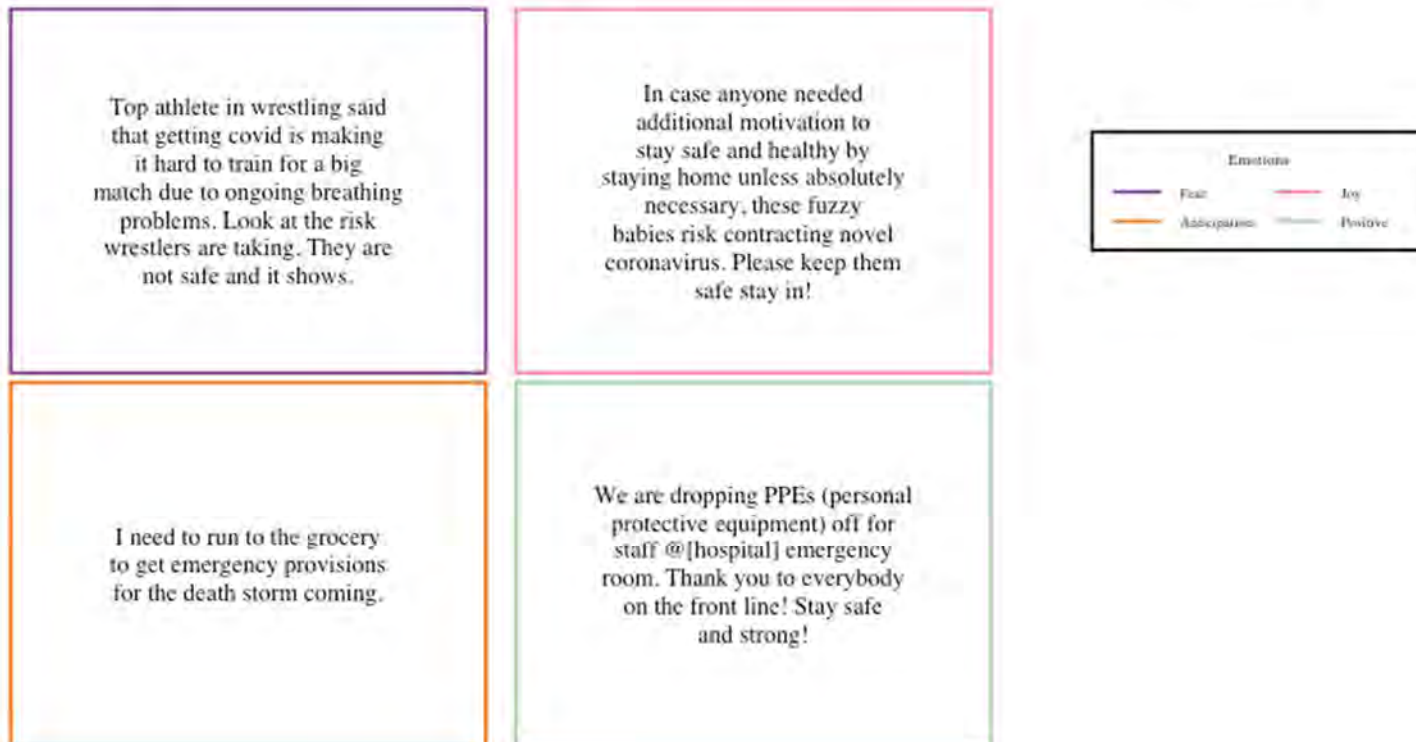 Top athlete in wrestling said
that getting covid is making
it hard to train for a big
match due to ongoing breathing
problems. Look at the risk
wrestlers are taking. They are
not safe and it shows.
In case anyone needed
additional motivation to
stay safe and healthy by
staying home unless absolutely
necessary, these fuzzy
babies risk contracting novel
coronavirus. Please keep them
safe stay in!
Emotions
Fear
Joy
Anticipation
Positive
I need to run to the grocery
to get emergency provisions
for the death storm coming.
We are dropping PPEs (personal
protective equipment) off for
staff @[hospital] emergency
room. Thank you to everybody
on the front line! Stay safe
and strong!